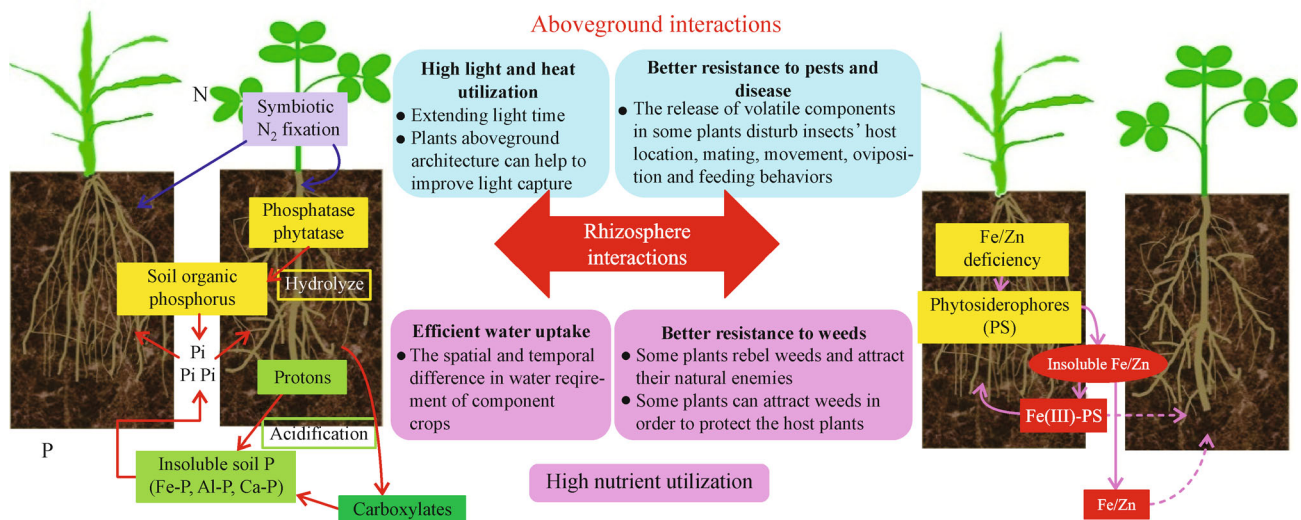 Aboveground interactions
N
Symbiotic
N₂ fixation
Phosphatase
phytatase
Soil organic
phosphorus
Hydrolyze
Pi
Pi Pi
Protons
Acidification
P
Insoluble soil P
(Fe-P, Al-P, Ca-P)
Carboxylates
High light and heat
utilization
● Extending light time
● Plants aboveground
architecture can help to
improve light capture
Better resistance to pests and
disease
● The release of volatile components
in some plants disturb insects’ host
location, mating, movement, oviposi-
tion and feeding behaviors
Rhizosphere
interactions
Efficient water uptake
● The spatial and temporal
difference in water reqire-
ment of component
crops
Better resistance to weeds
● Some plants rebel weeds and attract
their natural enemies
● Some plants can attract weeds in
order to protect the host plants
High nutrient utilization
Fe/Zn
deficiency
Phytosiderophores
(PS)
Insoluble Fe/Zn
Fe(III)-PS
Fe/Zn